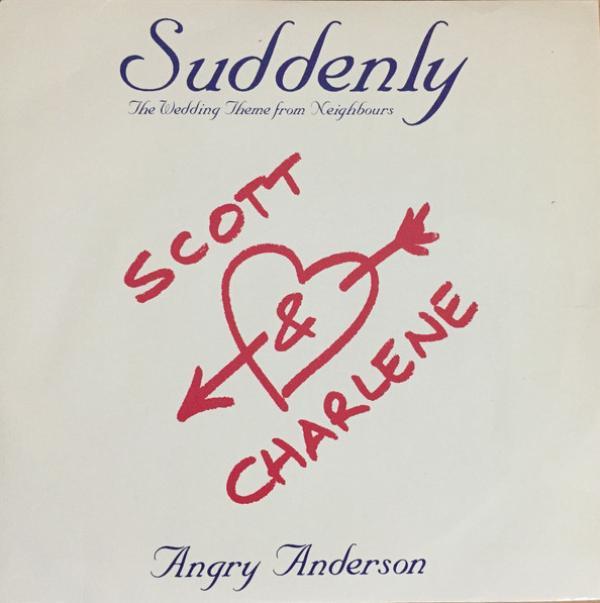 Suddenly
The Wedding Theme from Neighbours
SCOTT
&
CHARLENE
Angry Anderson